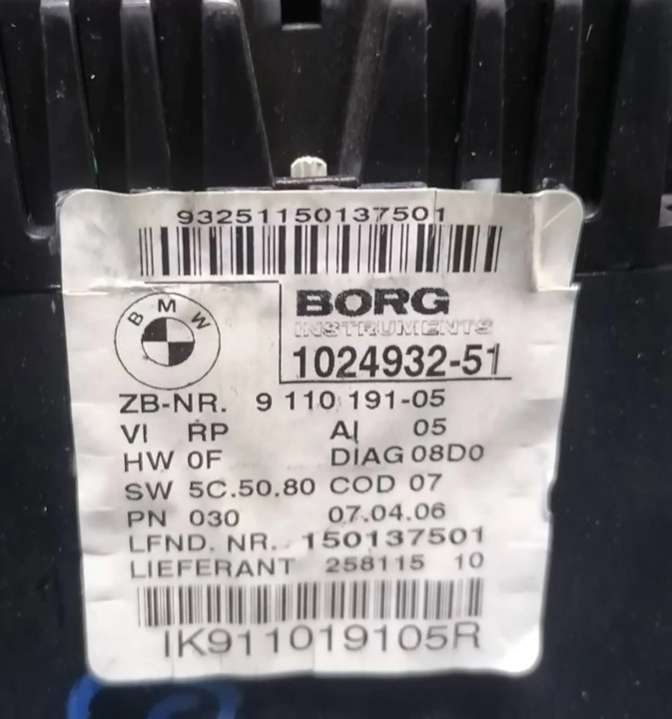 93251150137501
BMW
BORG
INSTRUMENTS
1024932-51
ZB-NR. 9 110 191-05
VI RP AI 05
HW 0F DIAG 08D0
SW 5C.50.80 COD 07
PN 030 07.04.06
LFND. NR. 150137501
LIEFERANT 258115 10
IK911019105R